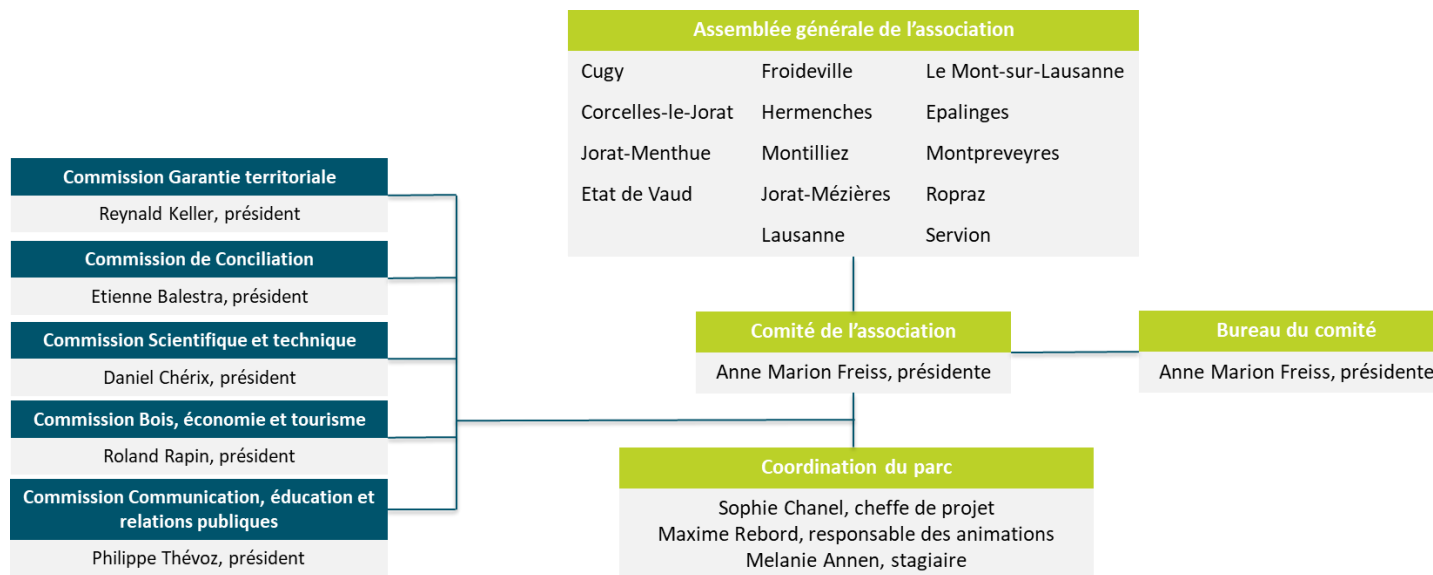 Assemblée générale de l'association
Cugy Froideville Le Mont-sur-Lausanne
Corcelles-le-Jorat Hermenches Epalinges
Jorat-Menthue Montilliez Montpreveyres
Etat de Vaud Jorat-Mézières Ropraz
Lausanne Servion
Commission Garantie territoriale
Reynald Keller, président
Commission de Conciliation
Etienne Balestra, président
Commission Scientifique et technique
Daniel Chérix, président
Commission Bois, économie et tourisme
Roland Rapin, président
Commission Communication, éducation et
relations publiques
Philippe Thévoz, président
Comité de l'association
Anne Marion Freiss, présidente
Bureau du comité
Anne Marion Freiss, présidente
Coordination du parc
Sophie Chanel, cheffe de projet
Maxime Rebord, responsable des animations
Melanie Annen, stagiaire